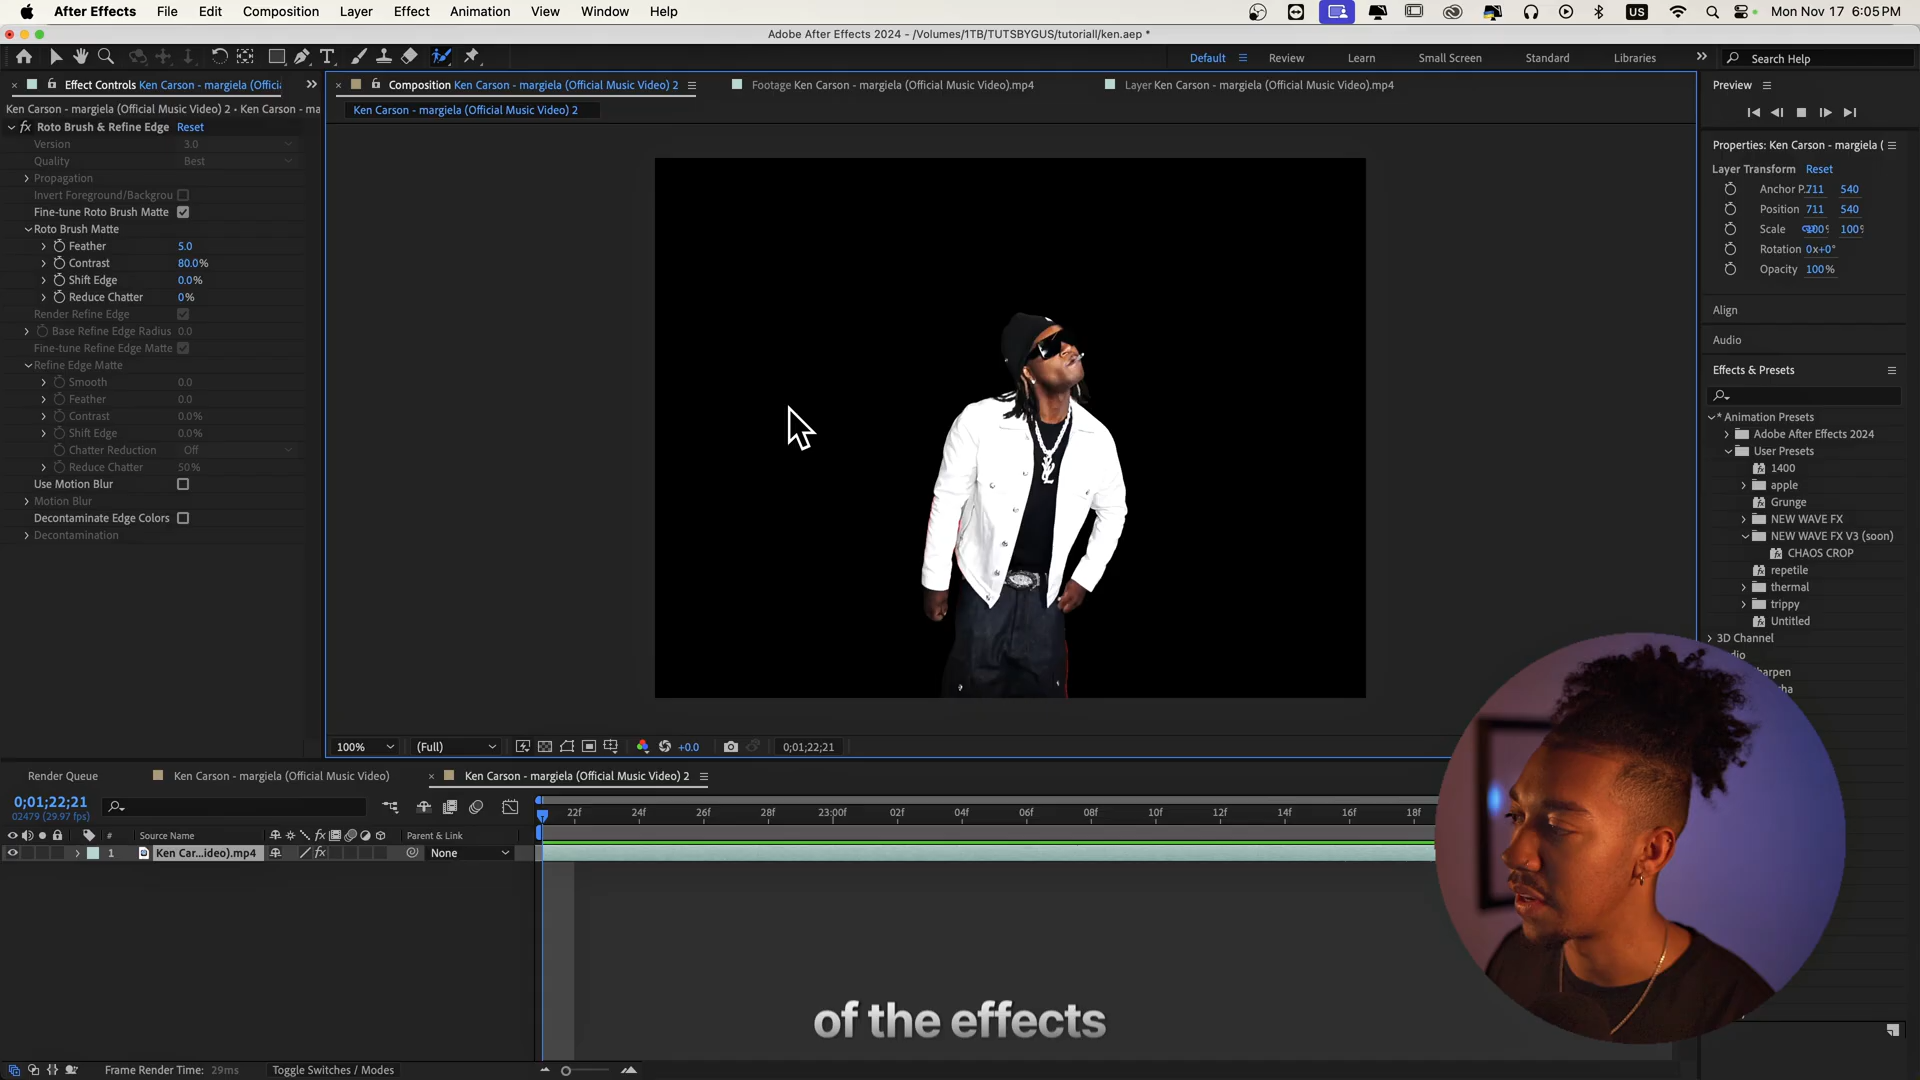 After Effects File Edit Composition Layer Effect Animation View Window Help
US Mon Nov 17 6:05 PM
Adobe After Effects 2024 - /Volumes/1TB/TUTSBYGUS/tutoriall/ken.aep *
Default Review Learn Small Screen Standard Libraries Search Help
Effect Controls Ken Carson - margiela (Offici
Composition Ken Carson - margiela (Official Music Video) 2
Footage Ken Carson - margiela (Official Music Video).mp4
Layer Ken Carson - margiela (Official Music Video).mp4
Ken Carson - margiela (Official Music Video) 2 • Ken Carson - ma
Ken Carson - margiela (Official Music Video) 2
fx Roto Brush & Refine Edge Reset
Version 3.0
Quality Best
Propagation
Invert Foreground/Backgrou
Fine-tune Roto Brush Matte
Roto Brush Matte
Feather 5.0
Contrast 80.0%
Shift Edge 0.0%
Reduce Chatter 0%
Render Refine Edge
Base Refine Edge Radius 0.0
Fine-tune Refine Edge Matte
Refine Edge Matte
Smooth 0.0
Feather 0.0
Contrast 0.0%
Shift Edge 0.0%
Chatter Reduction Off
Reduce Chatter 50%
Use Motion Blur
Motion Blur
Decontaminate Edge Colors
Decontamination
Preview
Properties: Ken Carson - margiela (
Layer Transform Reset
Anchor P. 711 540
Position 711 540
Scale 100% 100%
Rotation 0x+0°
Opacity 100%
Align
Audio
Effects & Presets
* Animation Presets
Adobe After Effects 2024
User Presets
1400
apple
Grunge
NEW WAVE FX
NEW WAVE FX V3 (soon)
CHAOS CROP
repetile
thermal
trippy
Untitled
3D Channel
dio
harpen
cha
100% (Full) +0.0 0;01;22;21
Render Queue Ken Carson - margiela (Official Music Video) Ken Carson - margiela (Official Music Video) 2
0;01;22;21
02479 (29.97 fps)
22f 24f 26f 28f 23:00f 02f 04f 06f 08f 10f 12f 14f 16f 18f
# Source Name fx Parent & Link
1 Ken Car...ideo).mp4 fx None
of the effects
Frame Render Time: 29ms Toggle Switches / Modes